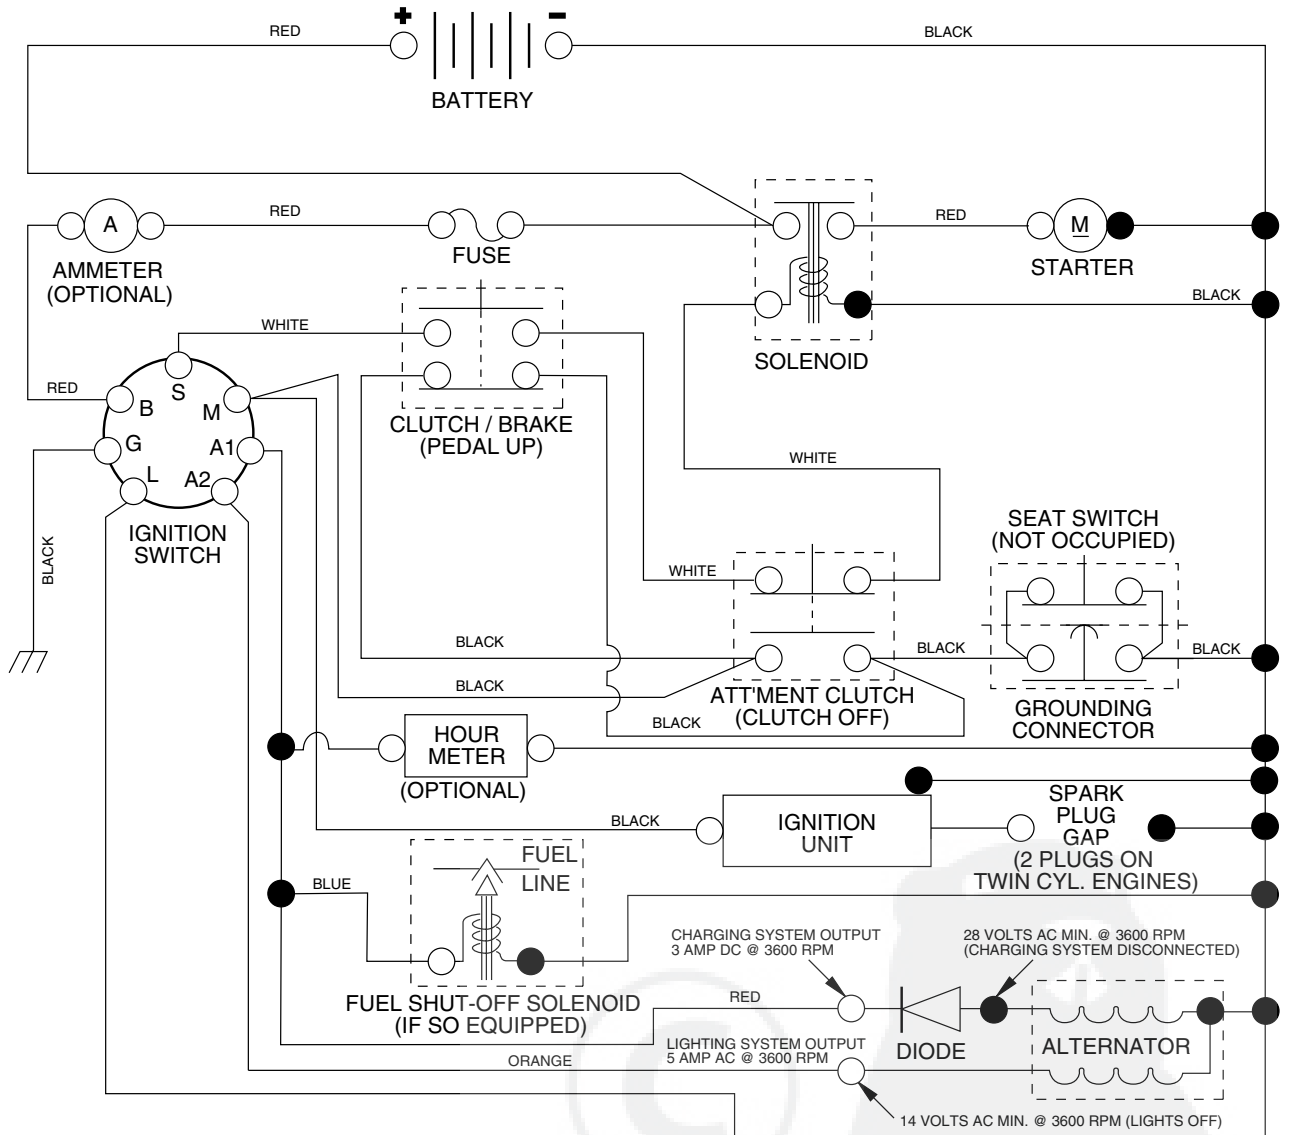 + −
RED
BLACK
BATTERY
RED
A
RED
M
FUSE
AMMETER
(OPTIONAL)
STARTER
BLACK
WHITE
SOLENOID
S
RED
B
M
CLUTCH / BRAKE
(PEDAL UP)
G
A1
WHITE
L
A2
IGNITION
SWITCH
BLACK
SEAT SWITCH
(NOT OCCUPIED)
WHITE
BLACK
BLACK
BLACK
BLACK
ATT'MENT CLUTCH
(CLUTCH OFF)
BLACK
GROUNDING
CONNECTOR
HOUR
METER
(OPTIONAL)
BLACK
IGNITION
UNIT
SPARK
PLUG
GAP
(2 PLUGS ON
TWIN CYL. ENGINES)
FUEL
LINE
BLUE
CHARGING SYSTEM OUTPUT
3 AMP DC @ 3600 RPM
28 VOLTS AC MIN. @ 3600 RPM
(CHARGING SYSTEM DISCONNECTED)
FUEL SHUT-OFF SOLENOID
(IF SO EQUIPPED)
RED
DIODE
ALTERNATOR
LIGHTING SYSTEM OUTPUT
5 AMP AC @ 3600 RPM
ORANGE
14 VOLTS AC MIN. @ 3600 RPM (LIGHTS OFF)
©